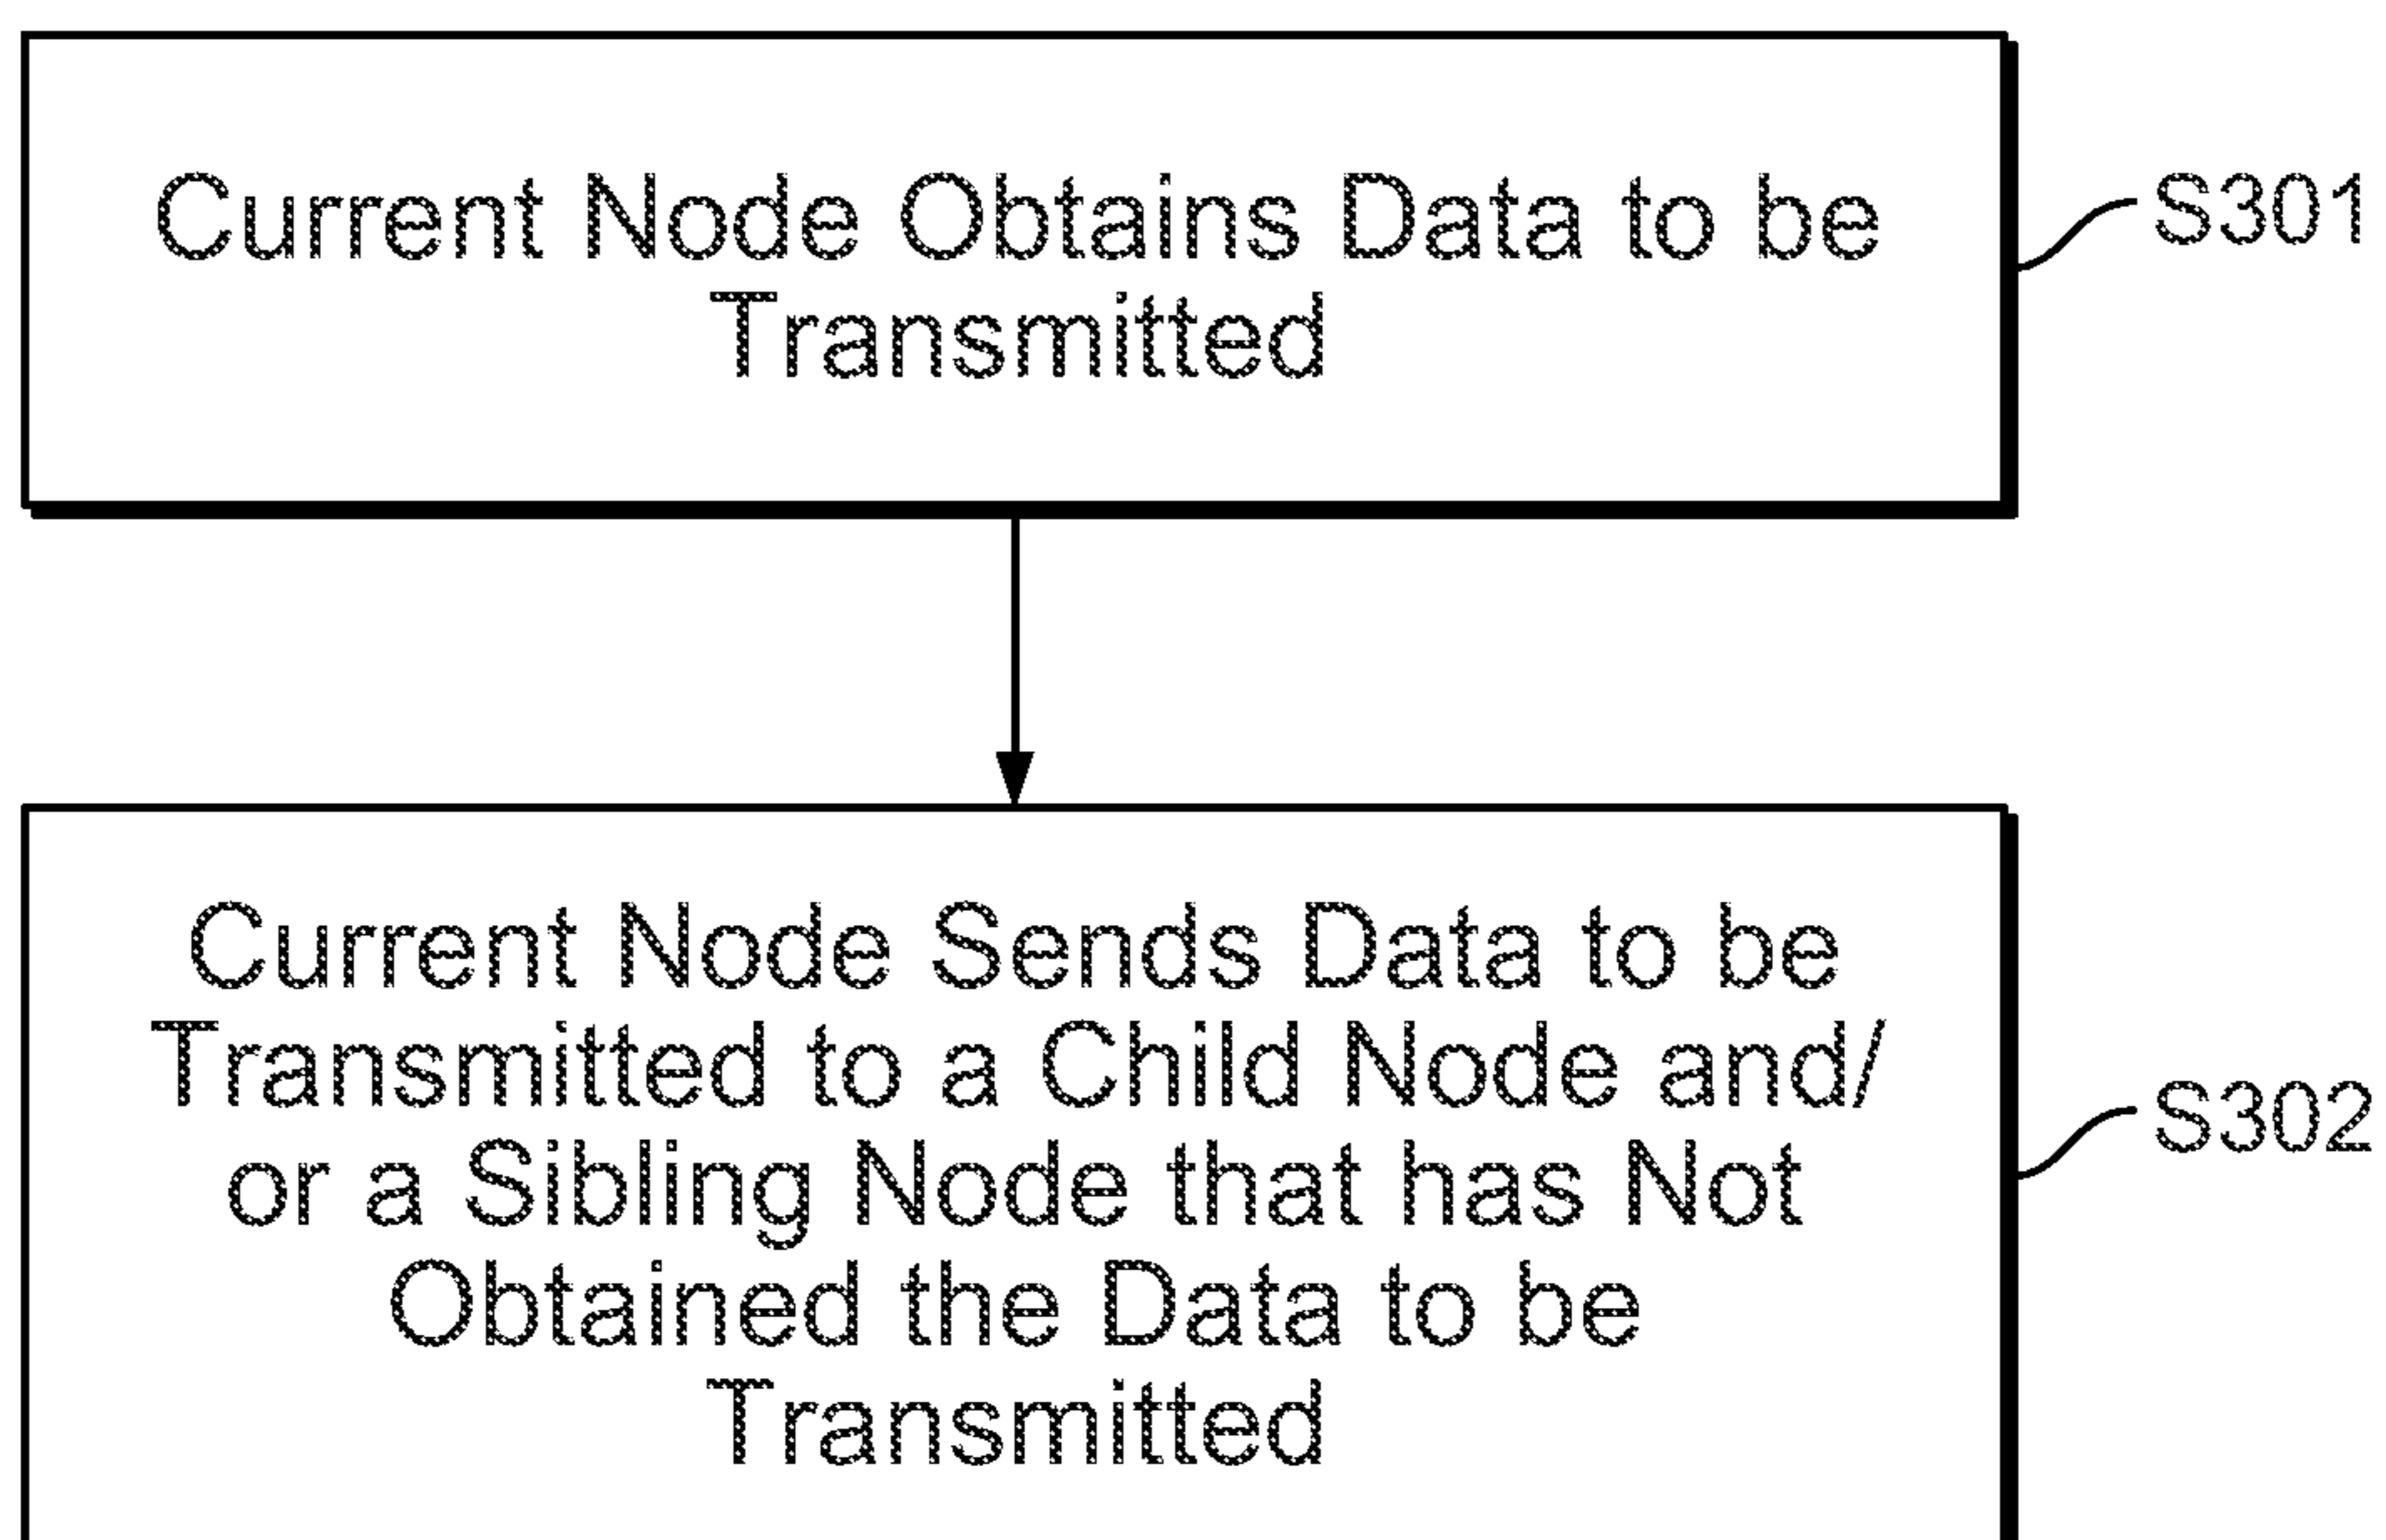 Current Node Obtains Data to be
Transmitted
S301
Current Node Sends Data to be
Transmitted to a Child Node and/
or a Sibling Node that has Not
Obtained the Data to be
Transmitted
S302